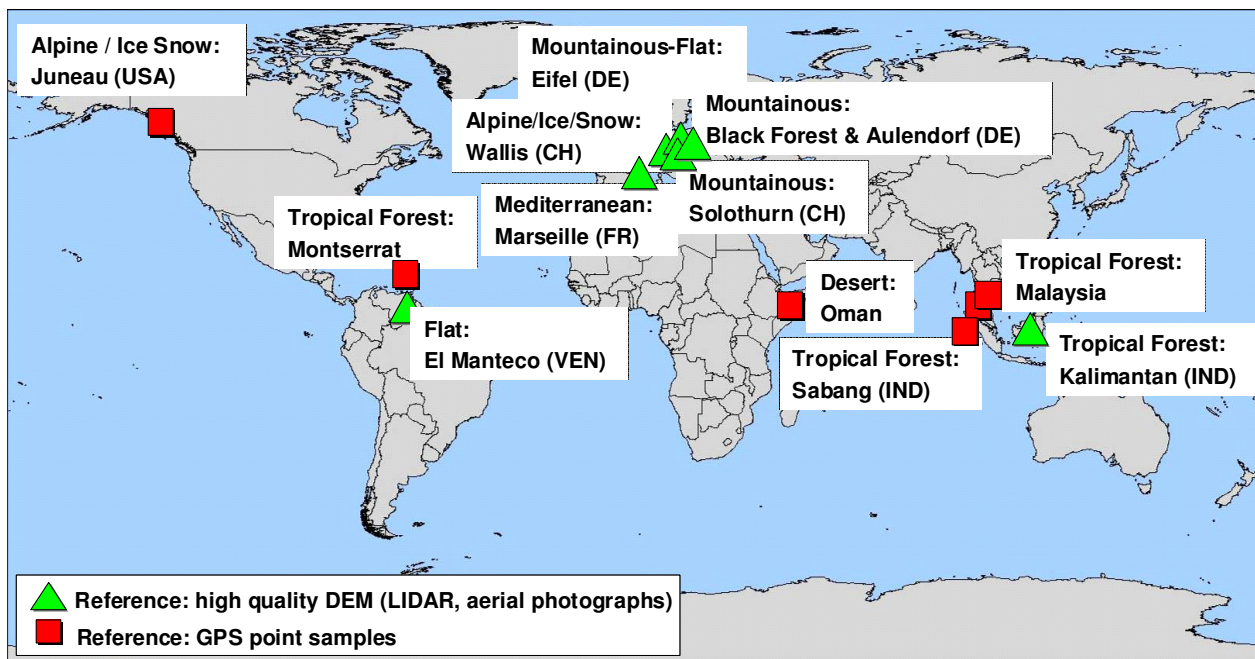 Alpine / Ice Snow:
Juneau (USA)
Mountainous-Flat:
Eifel (DE)
Mountainous:
Black Forest & Aulendorf (DE)
Alpine/Ice/Snow:
Wallis (CH)
Mountainous:
Solothurn (CH)
Mediterranean:
Marseille (FR)
Tropical Forest:
Montserrat
Flat:
El Manteco (VEN)
Desert:
Oman
Tropical Forest:
Malaysia
Tropical Forest:
Sabang (IND)
Tropical Forest:
Kalimantan (IND)
Reference: high quality DEM (LIDAR, aerial photographs)
Reference: GPS point samples